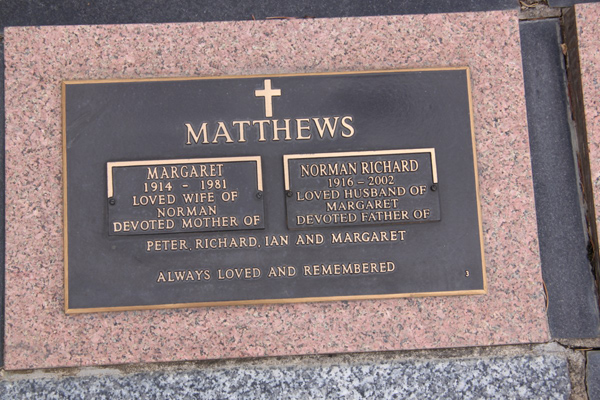 MATTHEWS
MARGARET
1914 - 1981
LOVED WIFE OF
NORMAN
DEVOTED MOTHER OF
NORMAN RICHARD
1916 - 2002
LOVED HUSBAND OF
MARGARET
DEVOTED FATHER OF
PETER, RICHARD, IAN AND MARGARET
ALWAYS LOVED AND REMEMBERED
3